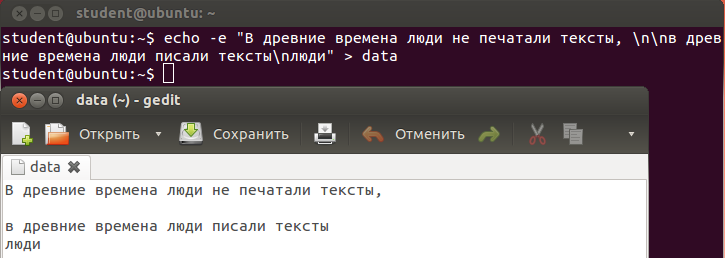 student@ubuntu: ~
student@ubuntu:~$ echo -e "В древние времена люди не печатали тексты, \n\nв древ
ние времена люди писали тексты\nлюди" > data
student@ubuntu:~$
data (~) - gedit
Открыть Сохранить Отменить
data
В древние времена люди не печатали тексты,
в древние времена люди писали тексты
люди